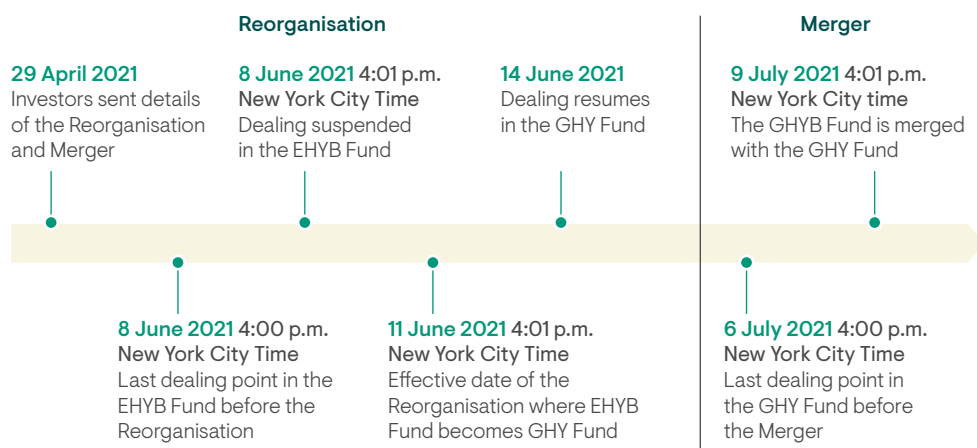 Reorganisation
Merger
29 April 2021
Investors sent details
of the Reorganisation
and Merger
8 June 2021 4:01 p.m.
New York City Time
Dealing suspended
in the EHYB Fund
14 June 2021
Dealing resumes
in the GHY Fund
9 July 2021 4:01 p.m.
New York City time
The GHYB Fund is merged
with the GHY Fund
8 June 2021 4:00 p.m.
New York City Time
Last dealing point in the
EHYB Fund before the
Reorganisation
11 June 2021 4:01 p.m.
New York City Time
Effective date of the
Reorganisation where EHYB
Fund becomes GHY Fund
6 July 2021 4:00 p.m.
New York City Time
Last dealing point in
the GHY Fund before
the Merger